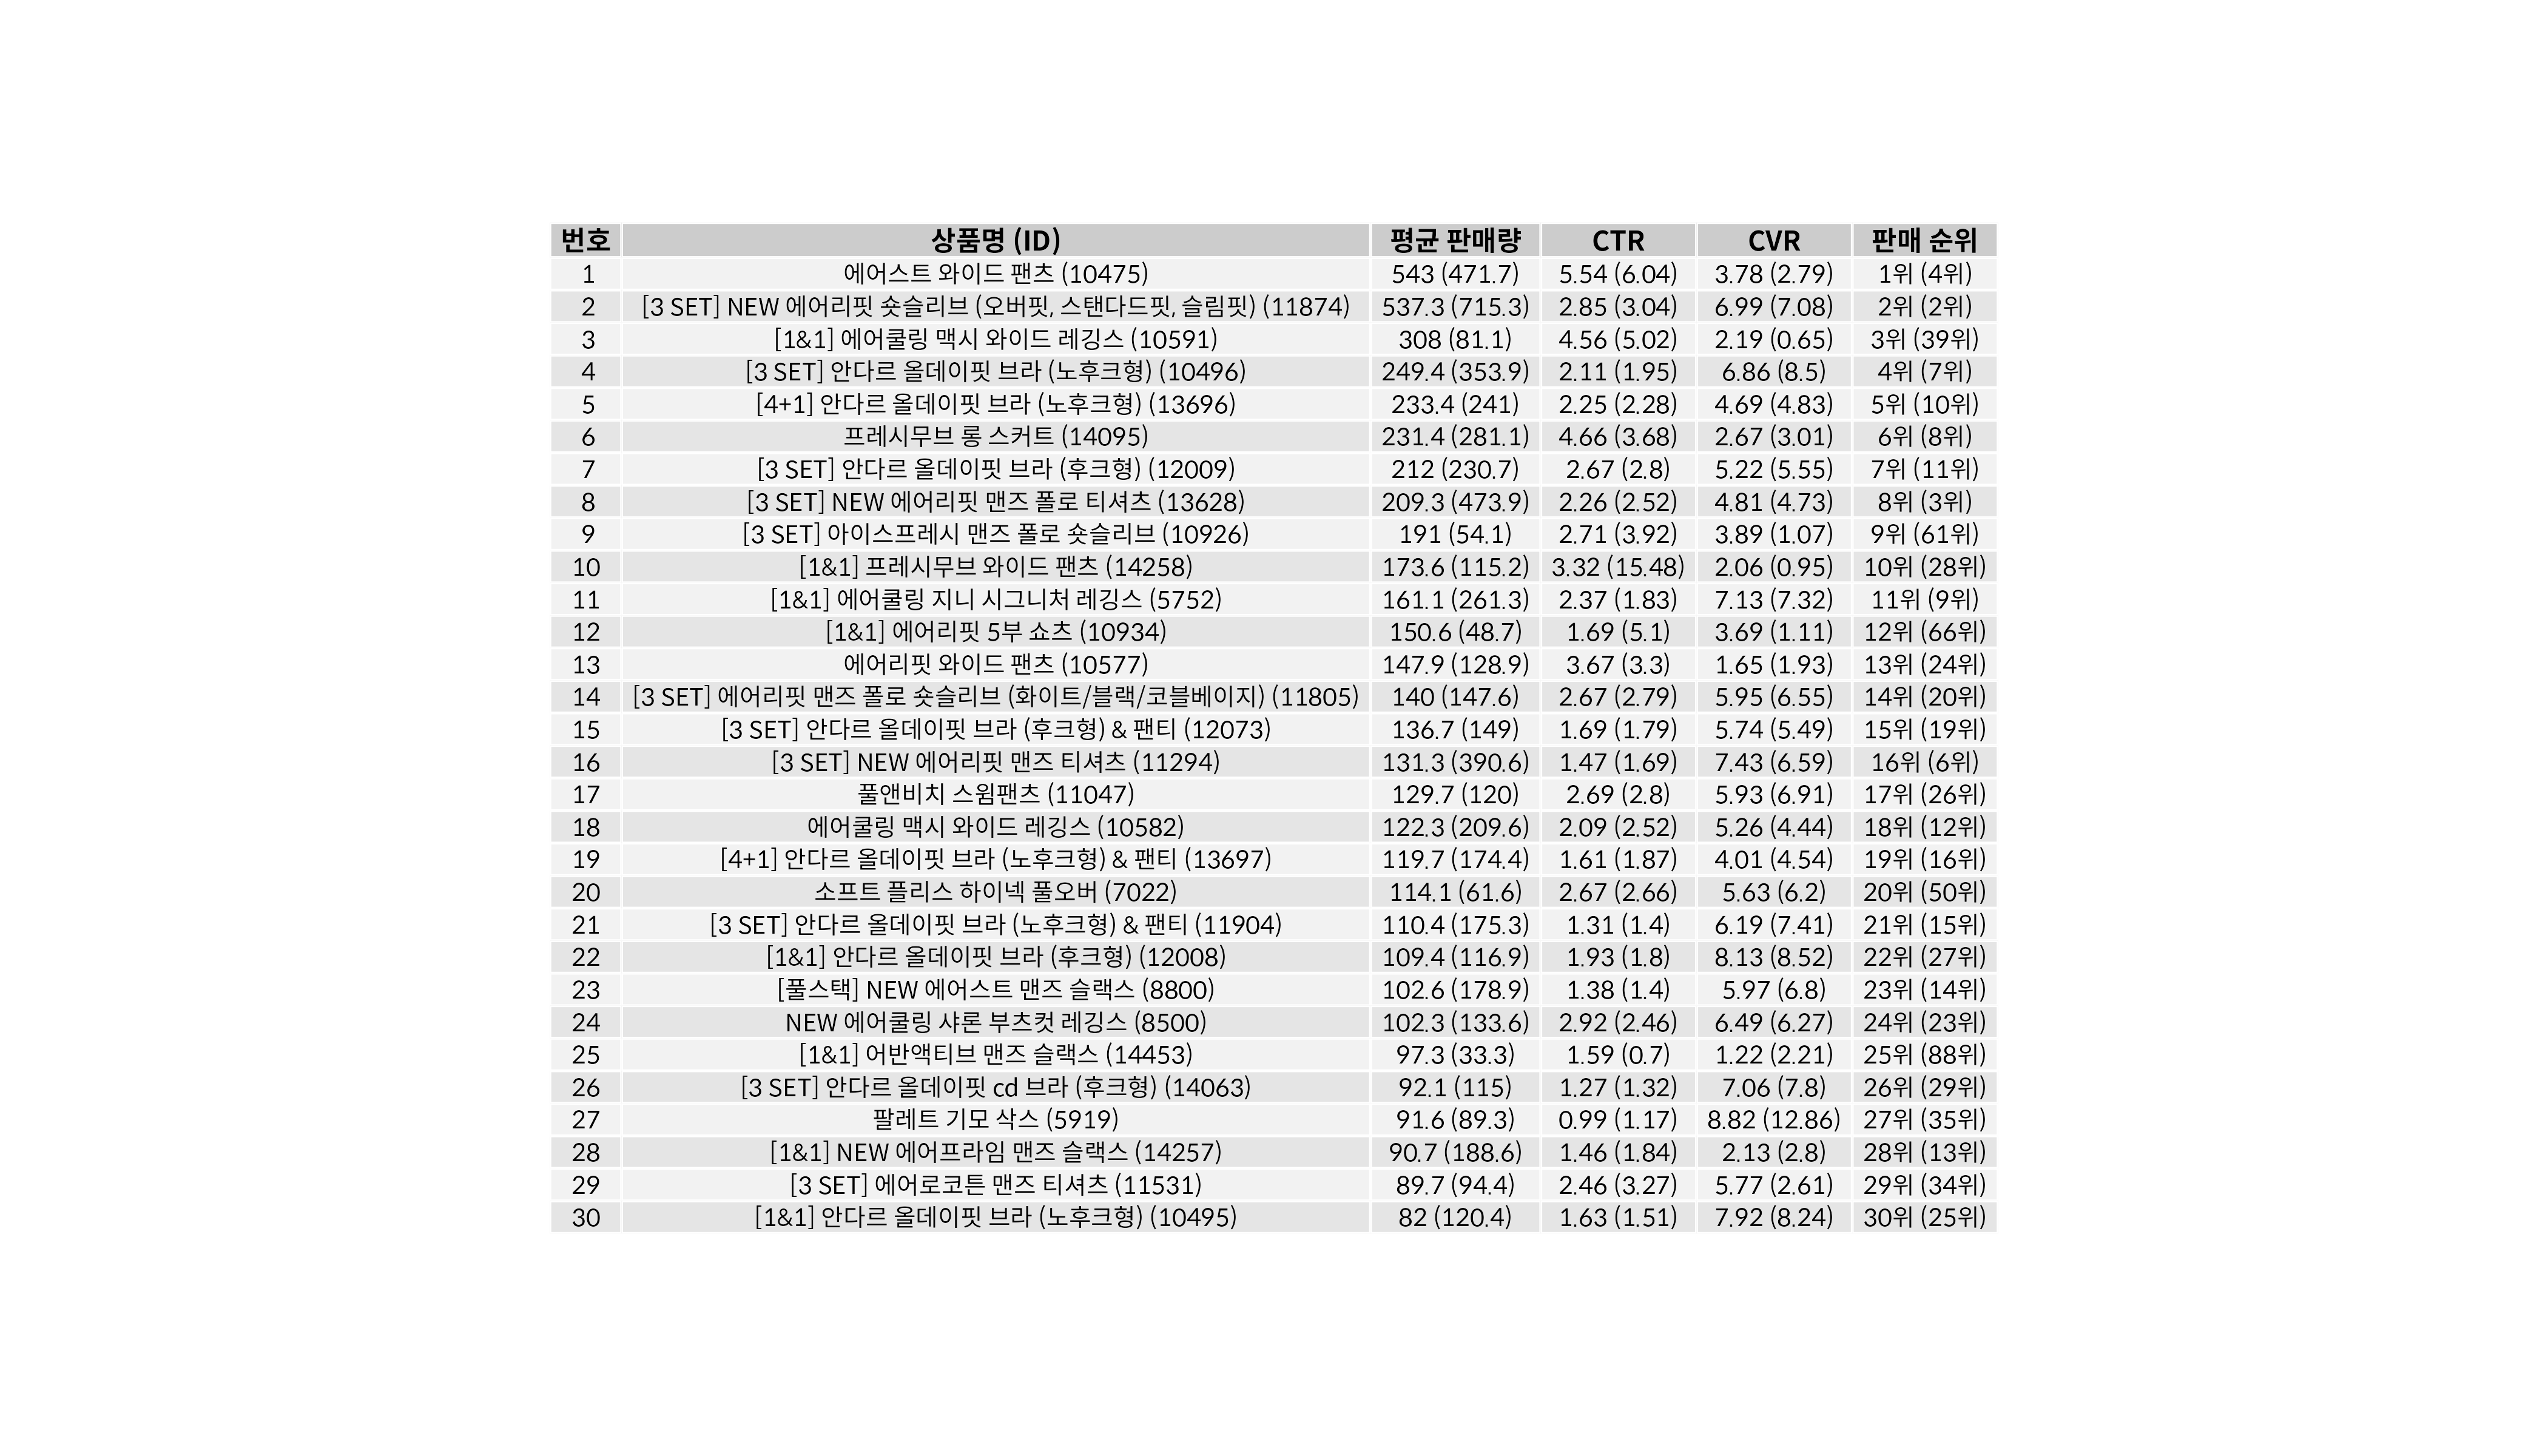 번호 상품명 (ID) 평균 판매량 CTR CVR 판매 순위
1 에어스트 와이드 팬츠 (10475) 543 (471.7) 5.54 (6.04) 3.78 (2.79) 1위 (4위)
2 [3 SET] NEW 에어리핏 숏슬리브 (오버핏, 스탠다드핏, 슬림핏) (11874) 537.3 (715.3) 2.85 (3.04) 6.99 (7.08) 2위 (2위)
3 [1&1] 에어쿨링 맥시 와이드 레깅스 (10591) 308 (81.1) 4.56 (5.02) 2.19 (0.65) 3위 (39위)
4 [3 SET] 안다르 올데이핏 브라 (노후크형) (10496) 249.4 (353.9) 2.11 (1.95) 6.86 (8.5) 4위 (7위)
5 [4+1] 안다르 올데이핏 브라 (노후크형) (13696) 233.4 (241) 2.25 (2.28) 4.69 (4.83) 5위 (10위)
6 프레시무브 롱 스커트 (14095) 231.4 (281.1) 4.66 (3.68) 2.67 (3.01) 6위 (8위)
7 [3 SET] 안다르 올데이핏 브라 (후크형) (12009) 212 (230.7) 2.67 (2.8) 5.22 (5.55) 7위 (11위)
8 [3 SET] NEW 에어리핏 맨즈 폴로 티셔츠 (13628) 209.3 (473.9) 2.26 (2.52) 4.81 (4.73) 8위 (3위)
9 [3 SET] 아이스프레시 맨즈 폴로 숏슬리브 (10926) 191 (54.1) 2.71 (3.92) 3.89 (1.07) 9위 (61위)
10 [1&1] 프레시무브 와이드 팬츠 (14258) 173.6 (115.2) 3.32 (15.48) 2.06 (0.95) 10위 (28위)
11 [1&1] 에어쿨링 지니 시그니처 레깅스 (5752) 161.1 (261.3) 2.37 (1.83) 7.13 (7.32) 11위 (9위)
12 [1&1] 에어리핏 5부 쇼츠 (10934) 150.6 (48.7) 1.69 (5.1) 3.69 (1.11) 12위 (66위)
13 에어리핏 와이드 팬츠 (10577) 147.9 (128.9) 3.67 (3.3) 1.65 (1.93) 13위 (24위)
14 [3 SET] 에어리핏 맨즈 폴로 숏슬리브 (화이트/블랙/코블베이지) (11805) 140 (147.6) 2.67 (2.79) 5.95 (6.55) 14위 (20위)
15 [3 SET] 안다르 올데이핏 브라 (후크형) & 팬티 (12073) 136.7 (149) 1.69 (1.79) 5.74 (5.49) 15위 (19위)
16 [3 SET] NEW 에어리핏 맨즈 티셔츠 (11294) 131.3 (390.6) 1.47 (1.69) 7.43 (6.59) 16위 (6위)
17 풀앤비치 스윔팬츠 (11047) 129.7 (120) 2.69 (2.8) 5.93 (6.91) 17위 (26위)
18 에어쿨링 맥시 와이드 레깅스 (10582) 122.3 (209.6) 2.09 (2.52) 5.26 (4.44) 18위 (12위)
19 [4+1] 안다르 올데이핏 브라 (노후크형) & 팬티 (13697) 119.7 (174.4) 1.61 (1.87) 4.01 (4.54) 19위 (16위)
20 소프트 플리스 하이넥 풀오버 (7022) 114.1 (61.6) 2.67 (2.66) 5.63 (6.2) 20위 (50위)
21 [3 SET] 안다르 올데이핏 브라 (노후크형) & 팬티 (11904) 110.4 (175.3) 1.31 (1.4) 6.19 (7.41) 21위 (15위)
22 [1&1] 안다르 올데이핏 브라 (후크형) (12008) 109.4 (116.9) 1.93 (1.8) 8.13 (8.52) 22위 (27위)
23 [풀스택] NEW 에어스트 맨즈 슬랙스 (8800) 102.6 (178.9) 1.38 (1.4) 5.97 (6.8) 23위 (14위)
24 NEW 에어쿨링 샤론 부츠컷 레깅스 (8500) 102.3 (133.6) 2.92 (2.46) 6.49 (6.27) 24위 (23위)
25 [1&1] 어반액티브 맨즈 슬랙스 (14453) 97.3 (33.3) 1.59 (0.7) 1.22 (2.21) 25위 (88위)
26 [3 SET] 안다르 올데이핏 cd 브라 (후크형) (14063) 92.1 (115) 1.27 (1.32) 7.06 (7.8) 26위 (29위)
27 팔레트 기모 삭스 (5919) 91.6 (89.3) 0.99 (1.17) 8.82 (12.86) 27위 (35위)
28 [1&1] NEW 에어프라임 맨즈 슬랙스 (14257) 90.7 (188.6) 1.46 (1.84) 2.13 (2.8) 28위 (13위)
29 [3 SET] 에어로코튼 맨즈 티셔츠 (11531) 89.7 (94.4) 2.46 (3.27) 5.77 (2.61) 29위 (34위)
30 [1&1] 안다르 올데이핏 브라 (노후크형) (10495) 82 (120.4) 1.63 (1.51) 7.92 (8.24) 30위 (25위)